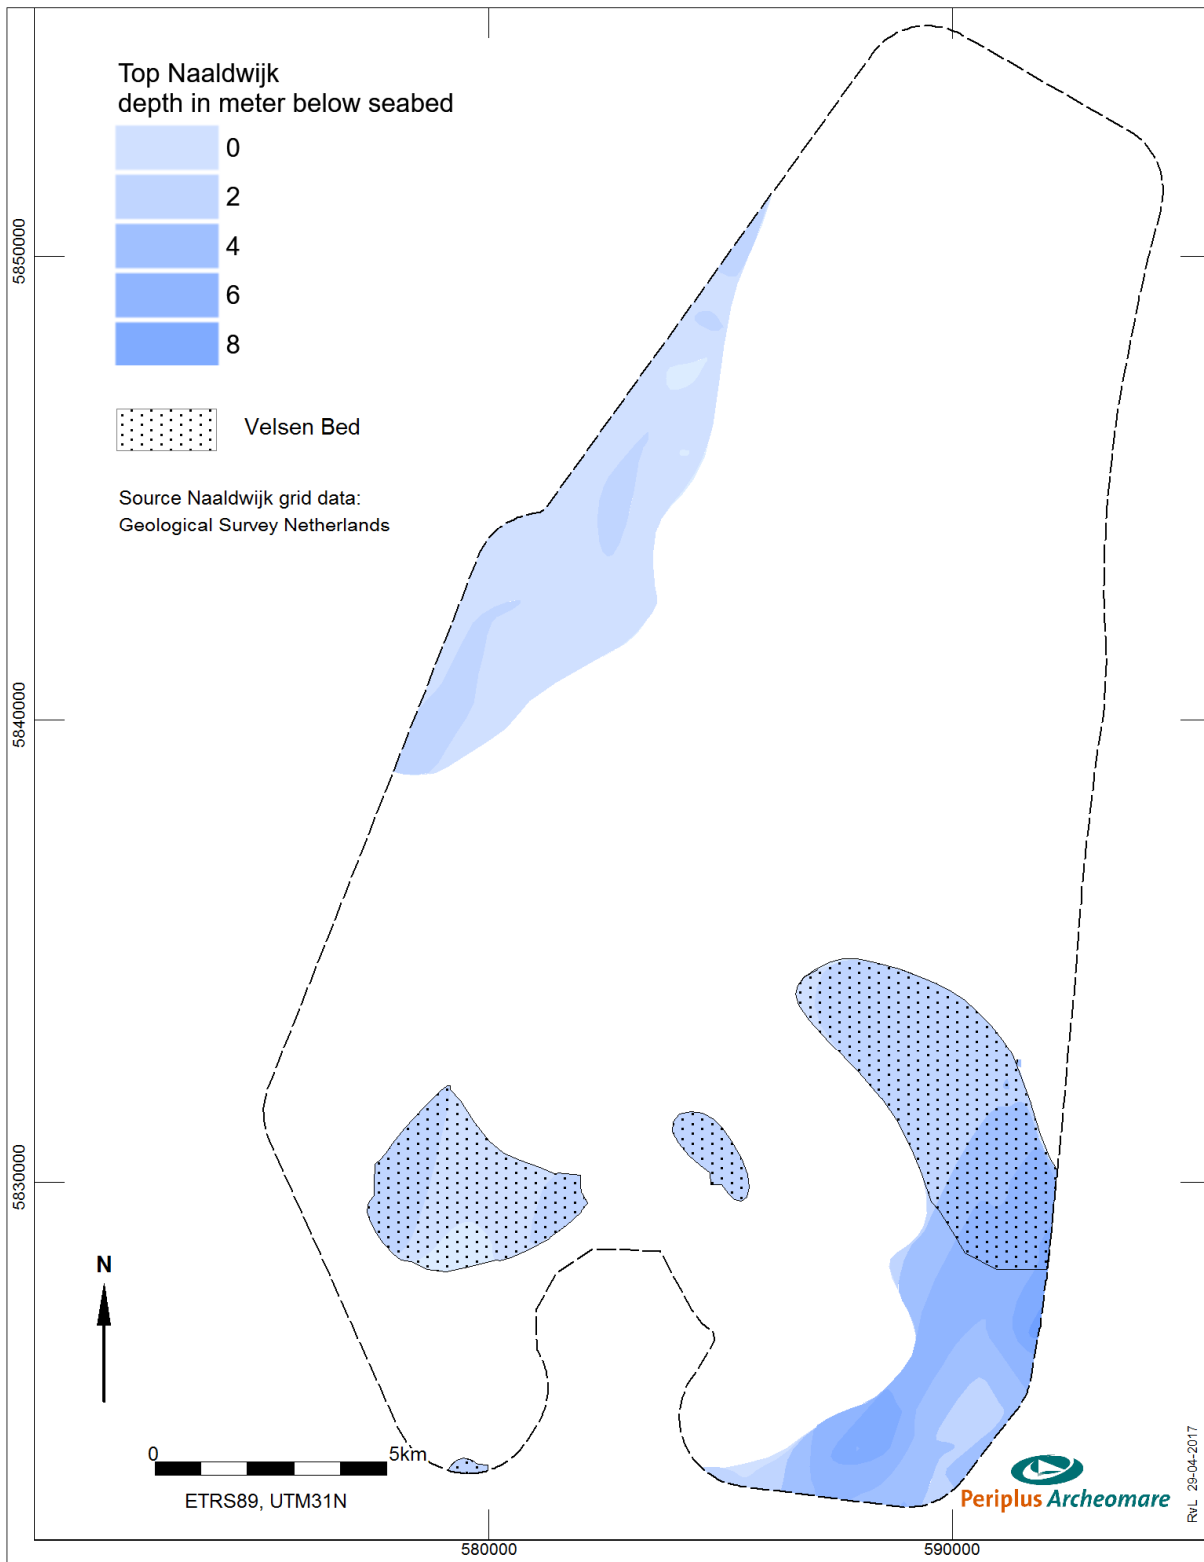 Top Naaldwijk
depth in meter below seabed
0
2
4
6
8
Velsen Bed
Source Naaldwijk grid data:
Geological Survey Netherlands
5850000
5840000
5830000
N
0
5km
ETRS89, UTM31N
580000
590000
Periplus Archeomare
RvL 29-04-2017